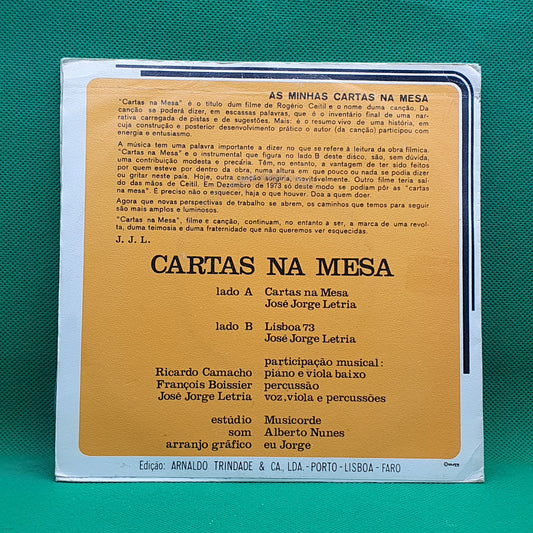 AS MINHAS CARTAS NA MESA
"Cartas na Mesa" é o título dum filme de Rogério Ceitil e o nome duma canção. Da
canção se poderá dizer, em escassas palavras, que é o inventário final de uma nar-
rativa carregada de pistas e de sugestões. Mais: é o resumo vivo de uma história, em
cuja construção e posterior desenvolvimento prático o autor (da canção) participou com
energia e entusiasmo.
A música tem uma palavra importante a dizer no que se refere à leitura da obra fílmica.
"Cartas na Mesa" e o instrumental que figura no lado B deste disco, são, sem dúvida,
uma contribuição modesta e precária. Têm, no entanto, a vantagem de ter sido feitos
por quem esteve por dentro da obra, numa altura em que pouco ou nada se podia dizer
ou gritar neste país. Hoje, outra canção surgiria, inevitàvelmente. Outro filme teria saí-
do das mãos de Ceitil. Em Dezembro de 1973 só deste modo se podiam pôr as "cartas
na mesa". É preciso não o esquecer, haja o que houver. Doa a quem doer.
Agora que novas perspectivas de trabalho se abrem, os caminhos que temos para seguir
são mais amplos e luminosos.
"Cartas na Mesa", filme e canção, continuam, no entanto a ser, a marca de uma revol-
ta, duma teimosia e duma fraternidade que não queremos ver esquecidas.
J. J. L.
CARTAS NA MESA
lado A Cartas na Mesa
José Jorge Letria
lado B Lisboa 73
José Jorge Letria
participação musical:
Ricardo Camacho piano e viola baixo
François Boissier percussão
José Jorge Letria voz, viola e percussões
estúdio Musicorde
som Alberto Nunes
arranjo gráfico eu Jorge
Edição: ARNALDO TRINDADE & CA., LDA. - PORTO - LISBOA - FARO